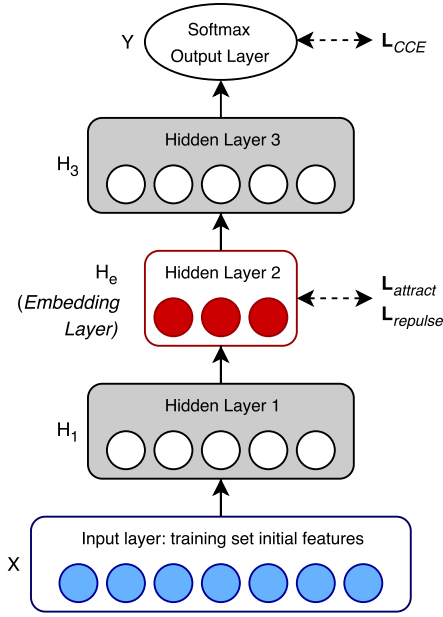 Softmax
Output Layer
Y
L_CCE
Hidden Layer 3
H_3
H_e
(Embedding
Layer)
Hidden Layer 2
L_attract
L_repulse
Hidden Layer 1
H_1
Input layer: training set initial features
X